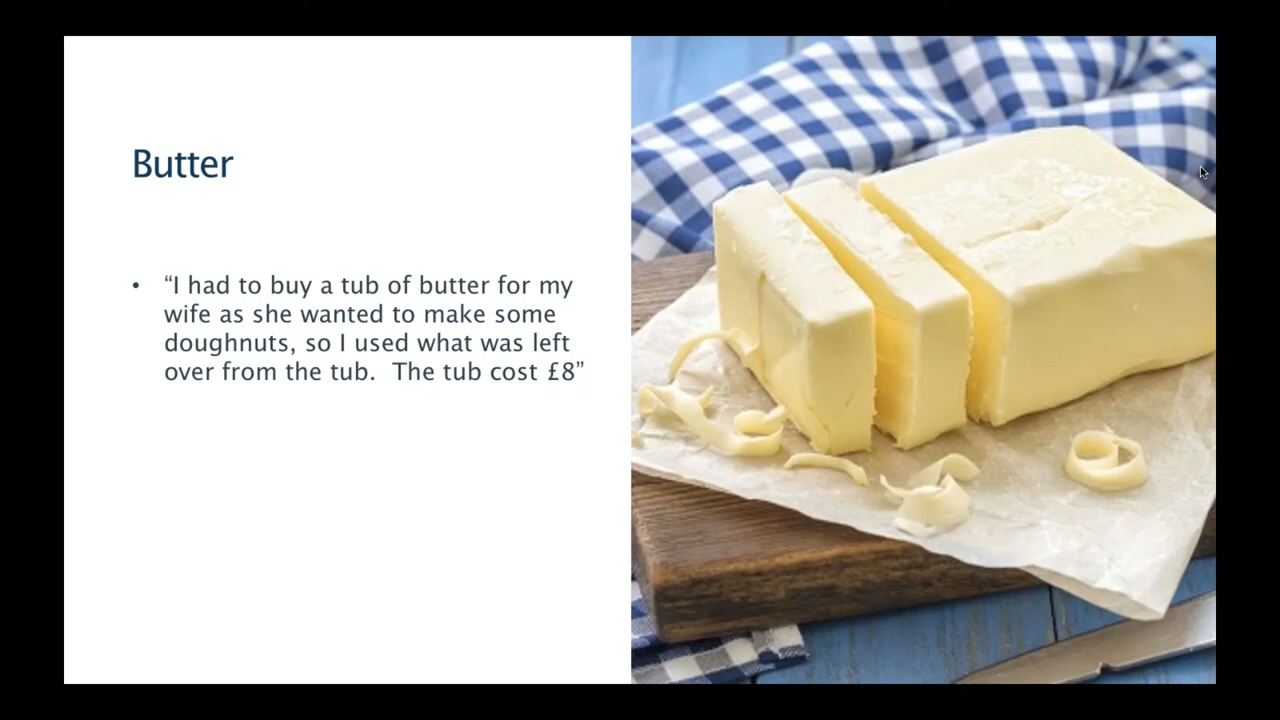 Butter
• “I had to buy a tub of butter for my
wife as she wanted to make some
doughnuts, so I used what was left
over from the tub.  The tub cost £8”